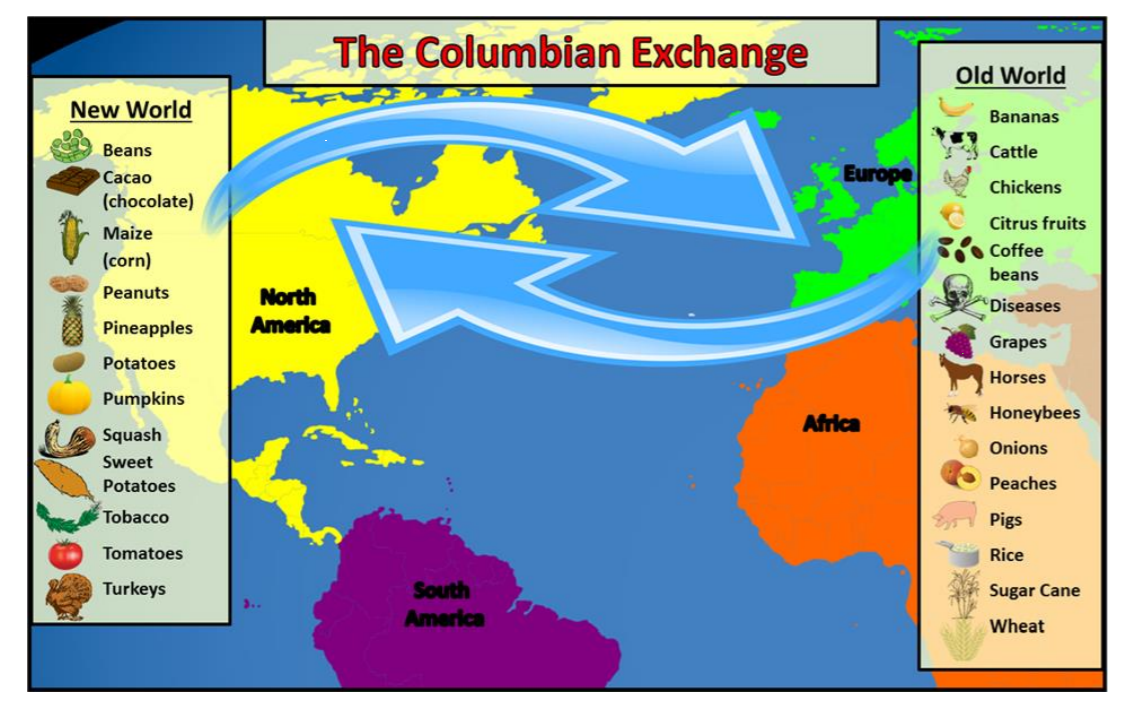 The Columbian Exchange
New World
Beans
Cacao
(chocolate)
Maize
(corn)
Peanuts
Pineapples
Potatoes
Pumpkins
Squash
Sweet
Potatoes
Tobacco
Tomatoes
Turkeys
North
America
South
America
Europe
Africa
Old World
Bananas
Cattle
Chickens
Citrus fruits
Coffee
beans
Diseases
Grapes
Horses
Honeybees
Onions
Peaches
Pigs
Rice
Sugar Cane
Wheat